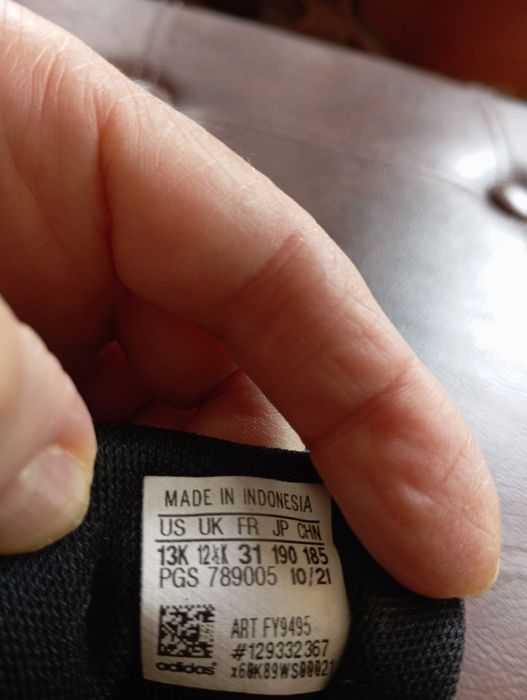 MADE IN INDONESIA
US UK FR JP CHN
13K 12½K 31 190 185
PGS 789005 10/21
ART FY9495
#129332367
adidas